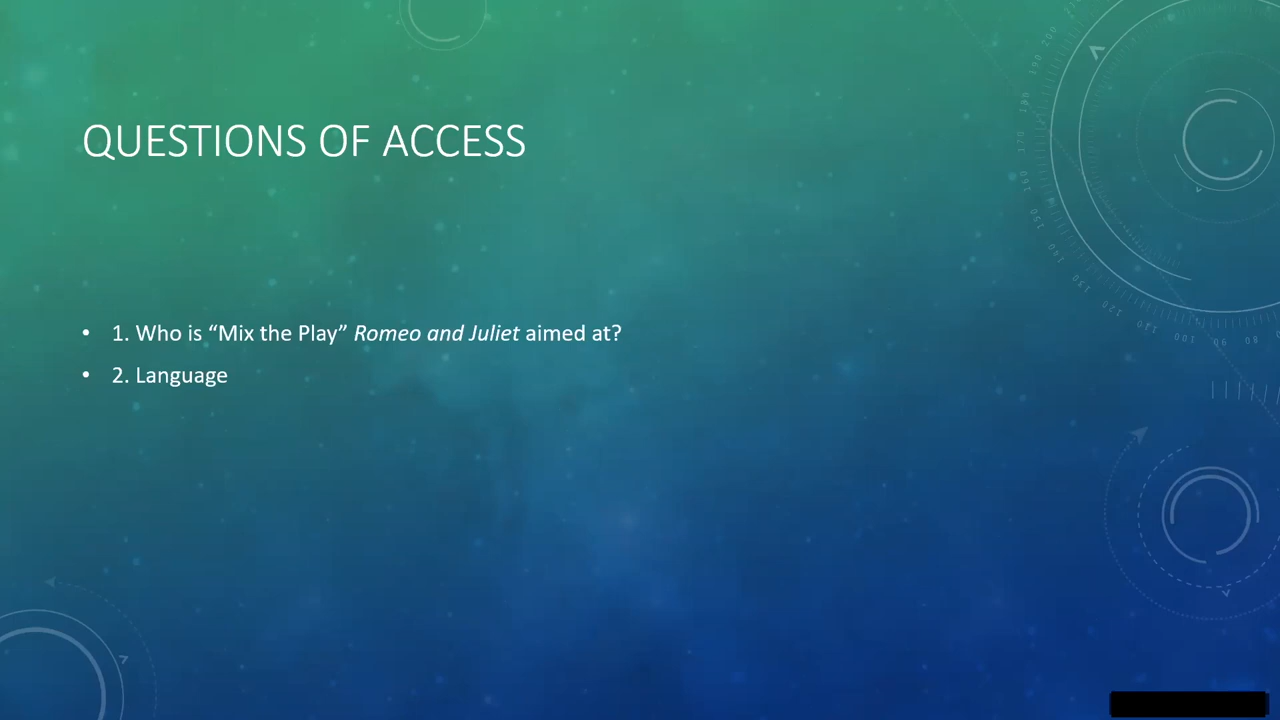 QUESTIONS OF ACCESS
• 1. Who is “Mix the Play” Romeo and Juliet aimed at?
• 2. Language